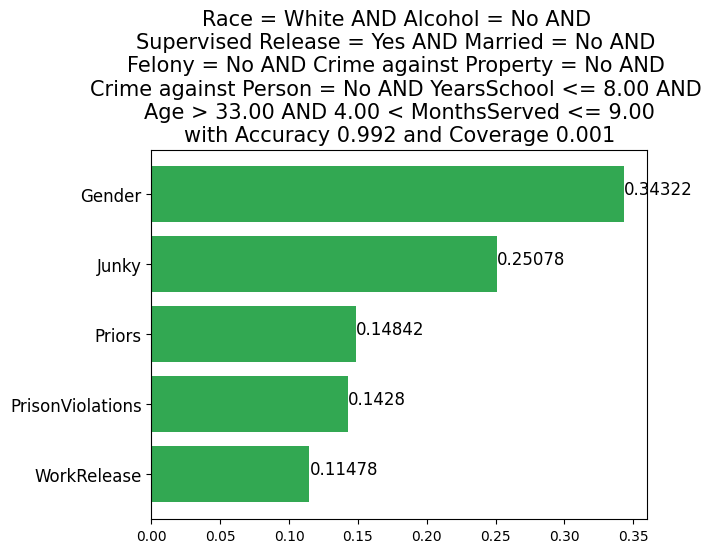 Race = White AND Alcohol = No AND
Supervised Release = Yes AND Married = No AND
Felony = No AND Crime against Property = No AND
Crime against Person = No AND YearsSchool <= 8.00 AND
Age > 33.00 AND 4.00 < MonthsServed <= 9.00
with Accuracy 0.992 and Coverage 0.001
Gender 0.34322
Junky 0.25078
Priors 0.14842
PrisonViolations 0.1428
WorkRelease 0.11478
0.00 0.05 0.10 0.15 0.20 0.25 0.30 0.35